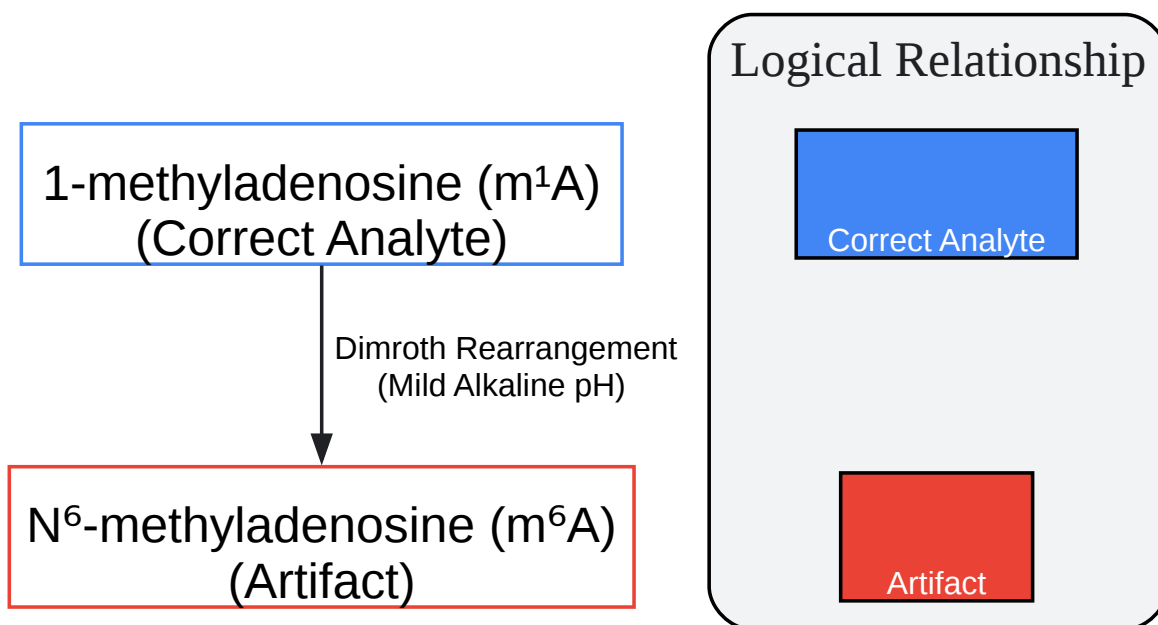 Logical Relationship
1-methyladenosine (m¹A)
(Correct Analyte)
Correct Analyte
Dimroth Rearrangement
(Mild Alkaline pH)
N⁶-methyladenosine (m⁶A)
(Artifact)
Artifact